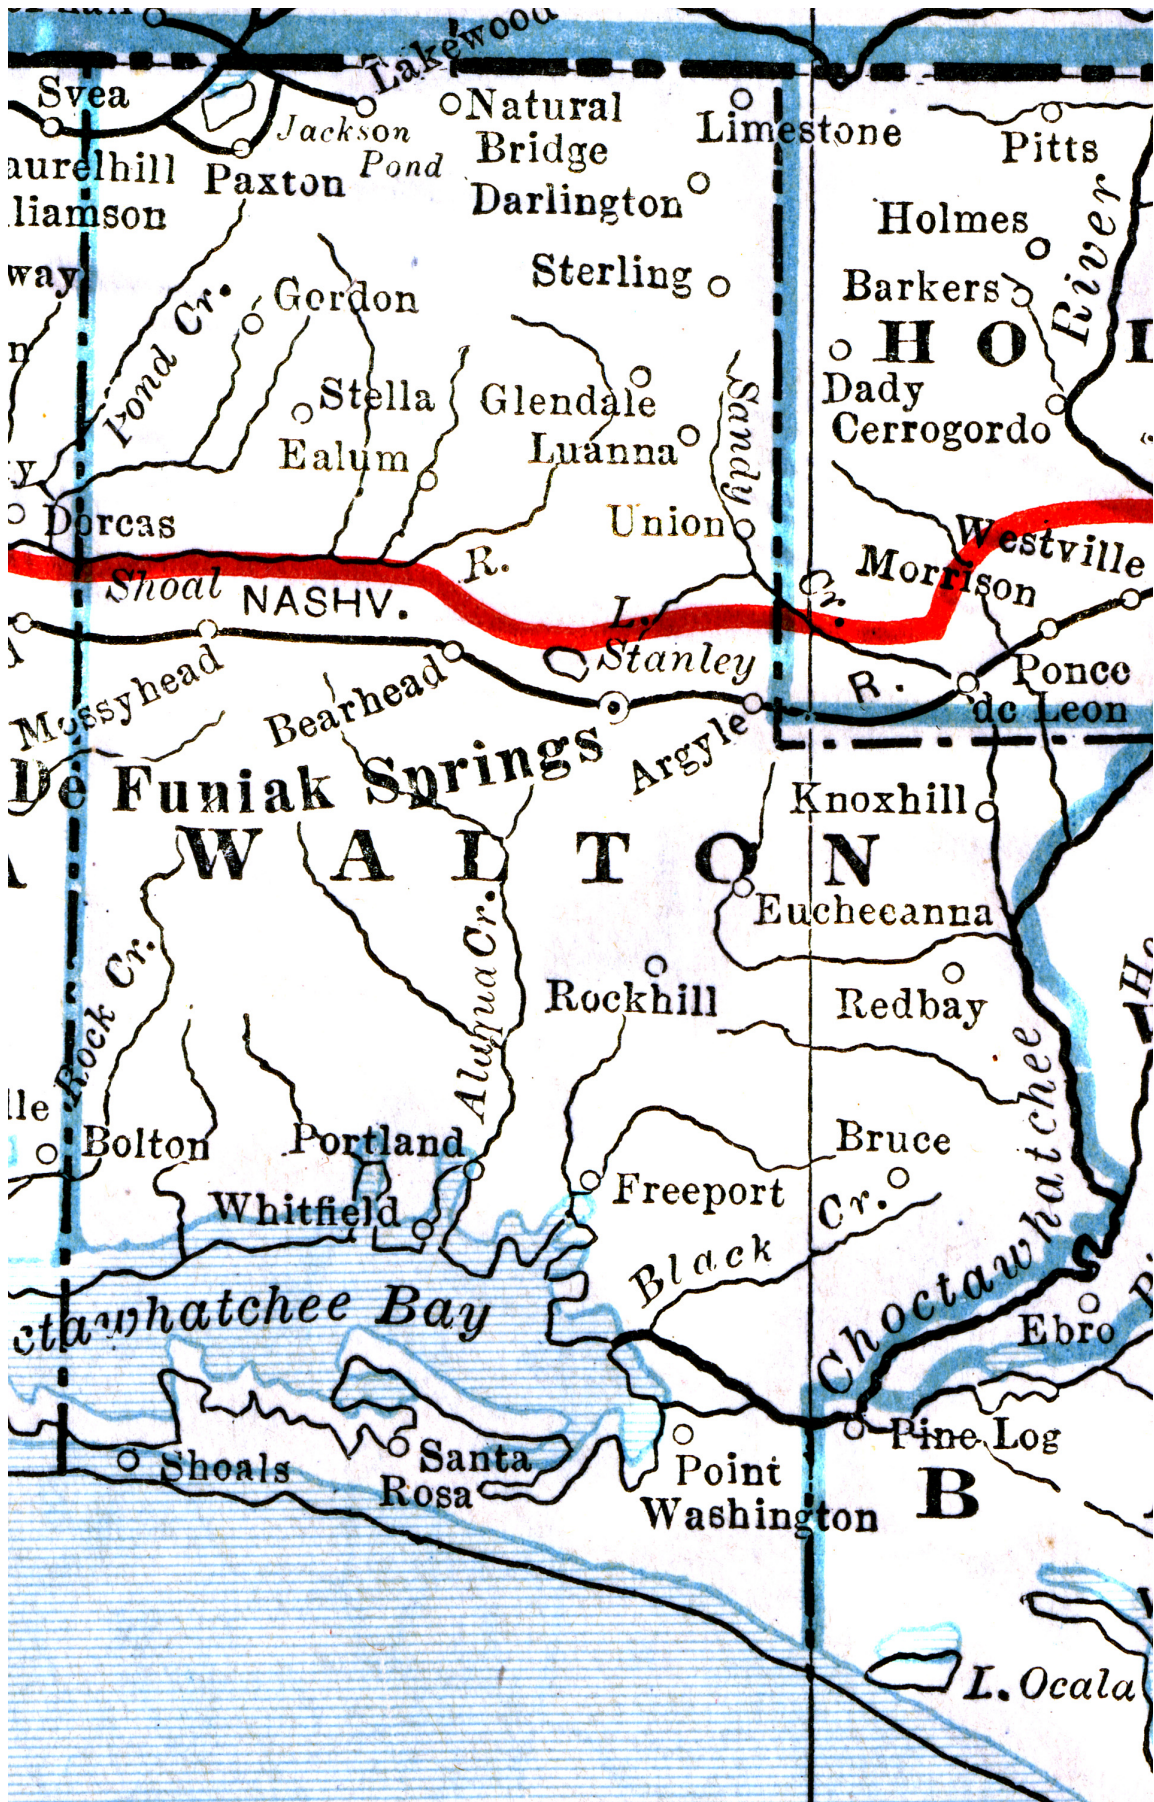 Lakewood
Svea
Natural
Bridge
Limestone
Pitts
Jackson
Pond
Paxton
Darlington
Holmes
River
Sterling
Barkers
Pond Cr.
Gordon
H O
Stella
Ealum
Glendale
Luanna
Sandy
Dady
Cerrogordo
Dorcas
Union
Westville
Morrison
Shoal
R.
NASHV.
Cr.
L.
Stanley
R.
Ponce
de Leon
Mossyhead
Bearhead
Argyle
De Funiak Springs
Knoxhill
W A L T O N
Eucheeanna
Rock Cr.
Alaqua Cr.
Rockhill
Redbay
Bolton
Portland
Bruce
Whitfield
Freeport
Black Cr.
Choctawhatchee
ctawhatchee Bay
Ebro
Shoals
Santa
Rosa
Point
Washington
Pine Log
B
L. Ocala